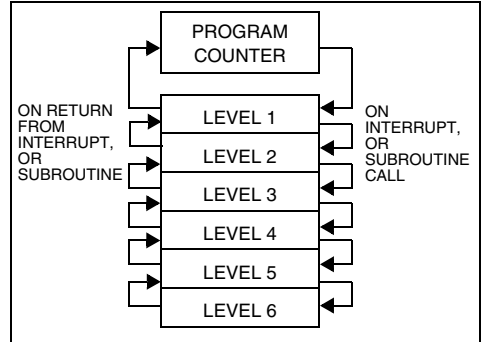 PROGRAM
COUNTER
ON RETURN
FROM
INTERRUPT,
OR
SUBROUTINE
ON
INTERRUPT,
OR
SUBROUTINE
CALL
LEVEL 1
LEVEL 2
LEVEL 3
LEVEL 4
LEVEL 5
LEVEL 6